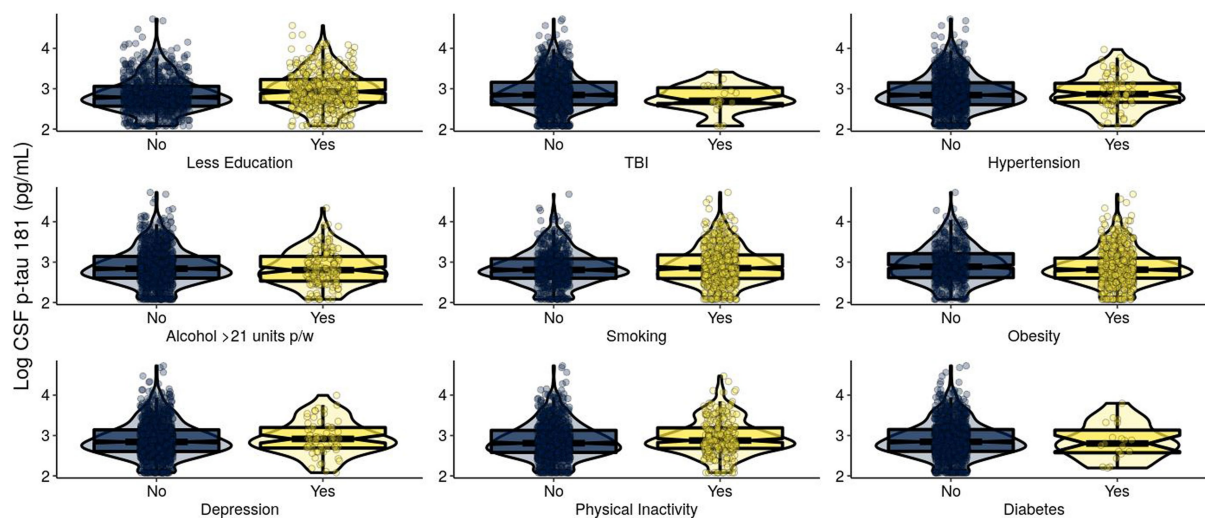 Log CSF p-tau 181 (pg/mL)
4
3
2
No Yes
Less Education
4
3
2
No Yes
TBI
4
3
2
No Yes
Hypertension
4
3
2
No Yes
Alcohol >21 units p/w
4
3
2
No Yes
Smoking
4
3
2
No Yes
Obesity
4
3
2
No Yes
Depression
4
3
2
No Yes
Physical Inactivity
4
3
2
No Yes
Diabetes